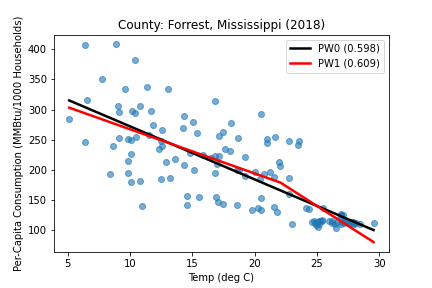 County: Forrest, Mississippi (2018)
PW0 (0.598)
PW1 (0.609)
Per-Capita Consumption (MMBtu/1000 Households)
400
350
300
250
200
150
100
5 10 15 20 25 30
Temp (deg C)